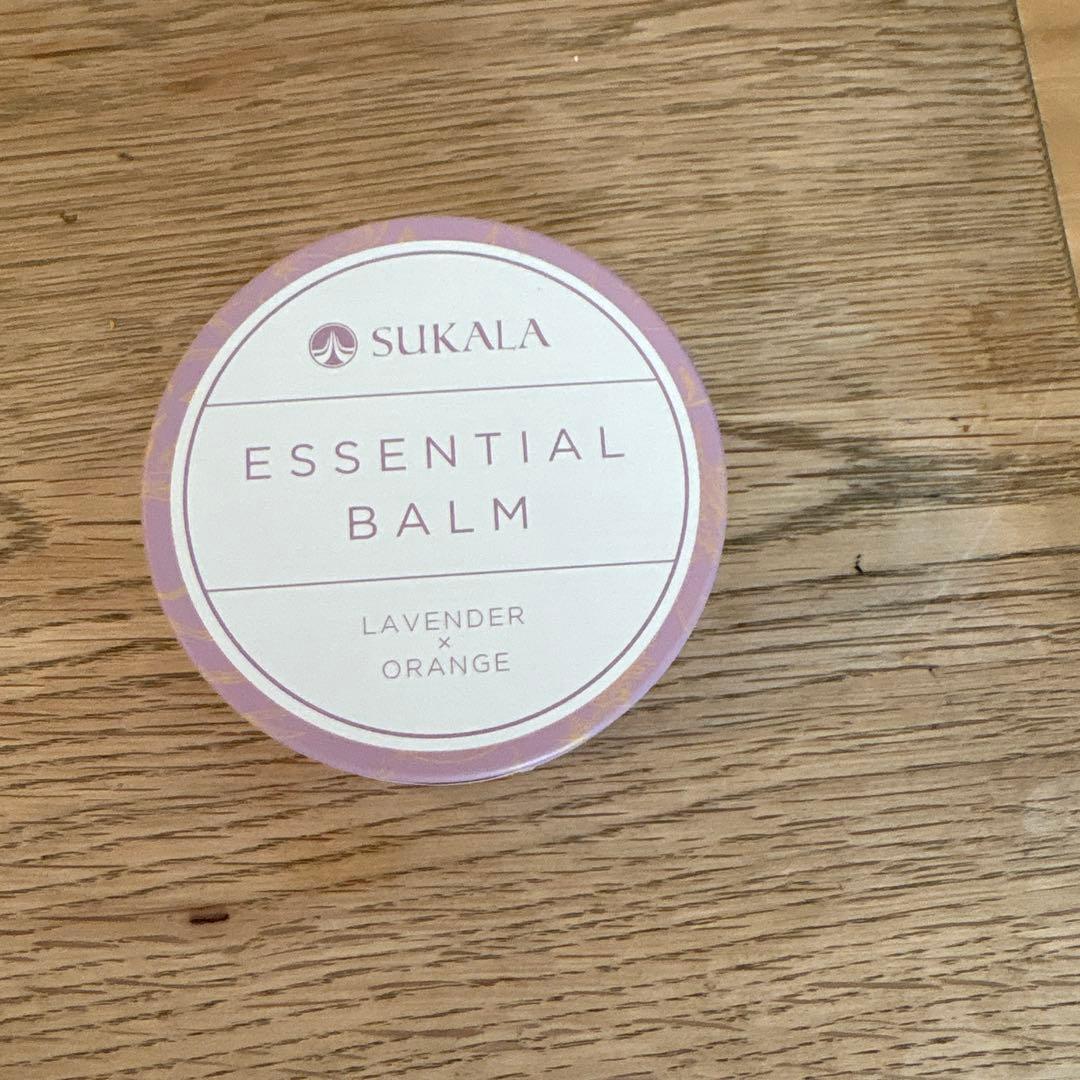 SUKALA
ESSENTIAL
BALM
LAVENDER
×
ORANGE